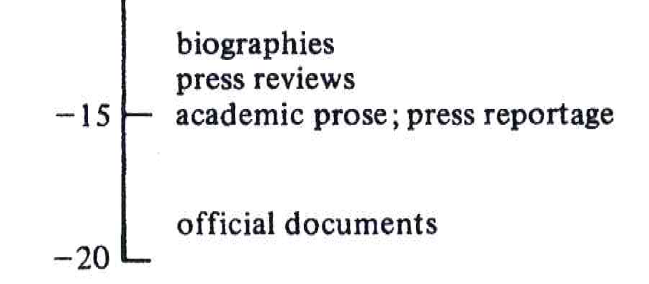 biographies
press reviews
−15 academic prose; press reportage
official documents
−20